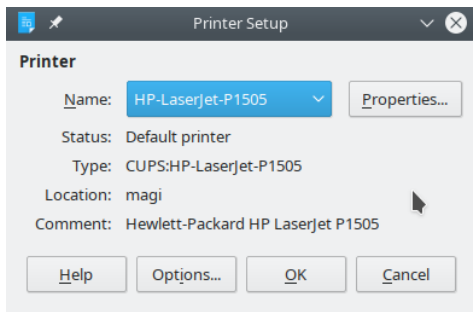 Printer Setup
Printer
Name: HP-LaserJet-P1505 Properties...
Status: Default printer
Type: CUPS:HP-LaserJet-P1505
Location: magi
Comment: Hewlett-Packard HP LaserJet P1505
Help Options... OK Cancel